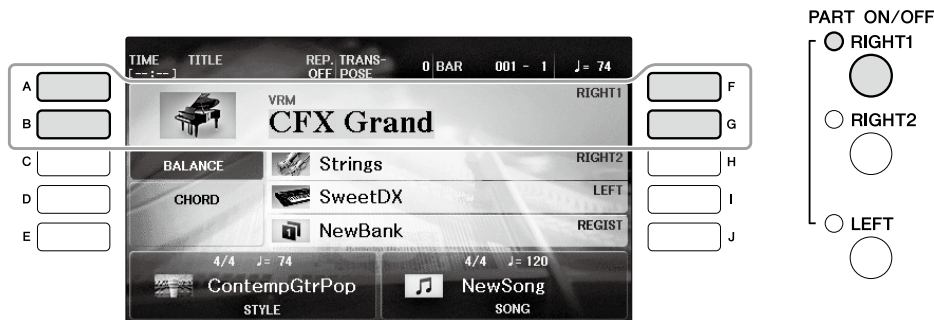 PART ON/OFF
RIGHT1
RIGHT2
LEFT
TIME TITLE REP. TRANS- 0 BAR 001 - 1 ♩= 74
[--:--] OFF POSE
A
B
C
D
E
VRM RIGHT1
CFX Grand
BALANCE Strings RIGHT2
CHORD SweetDX LEFT
1 NewBank REGIST
4/4 ♩= 74 4/4 ♩= 120
ContempGtrPop NewSong
STYLE SONG
F
G
H
I
J